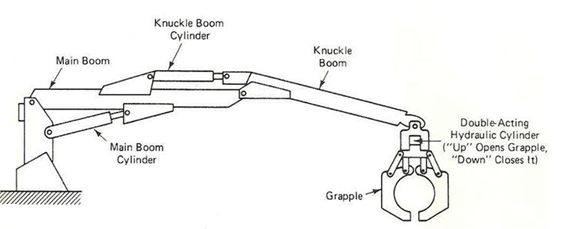 Knuckle Boom
Cylinder
Main Boom
Knuckle
Boom
Main Boom
Cylinder
Double-Acting
Hydraulic Cylinder
("Up" Opens Grapple,
"Down" Closes It)
Grapple